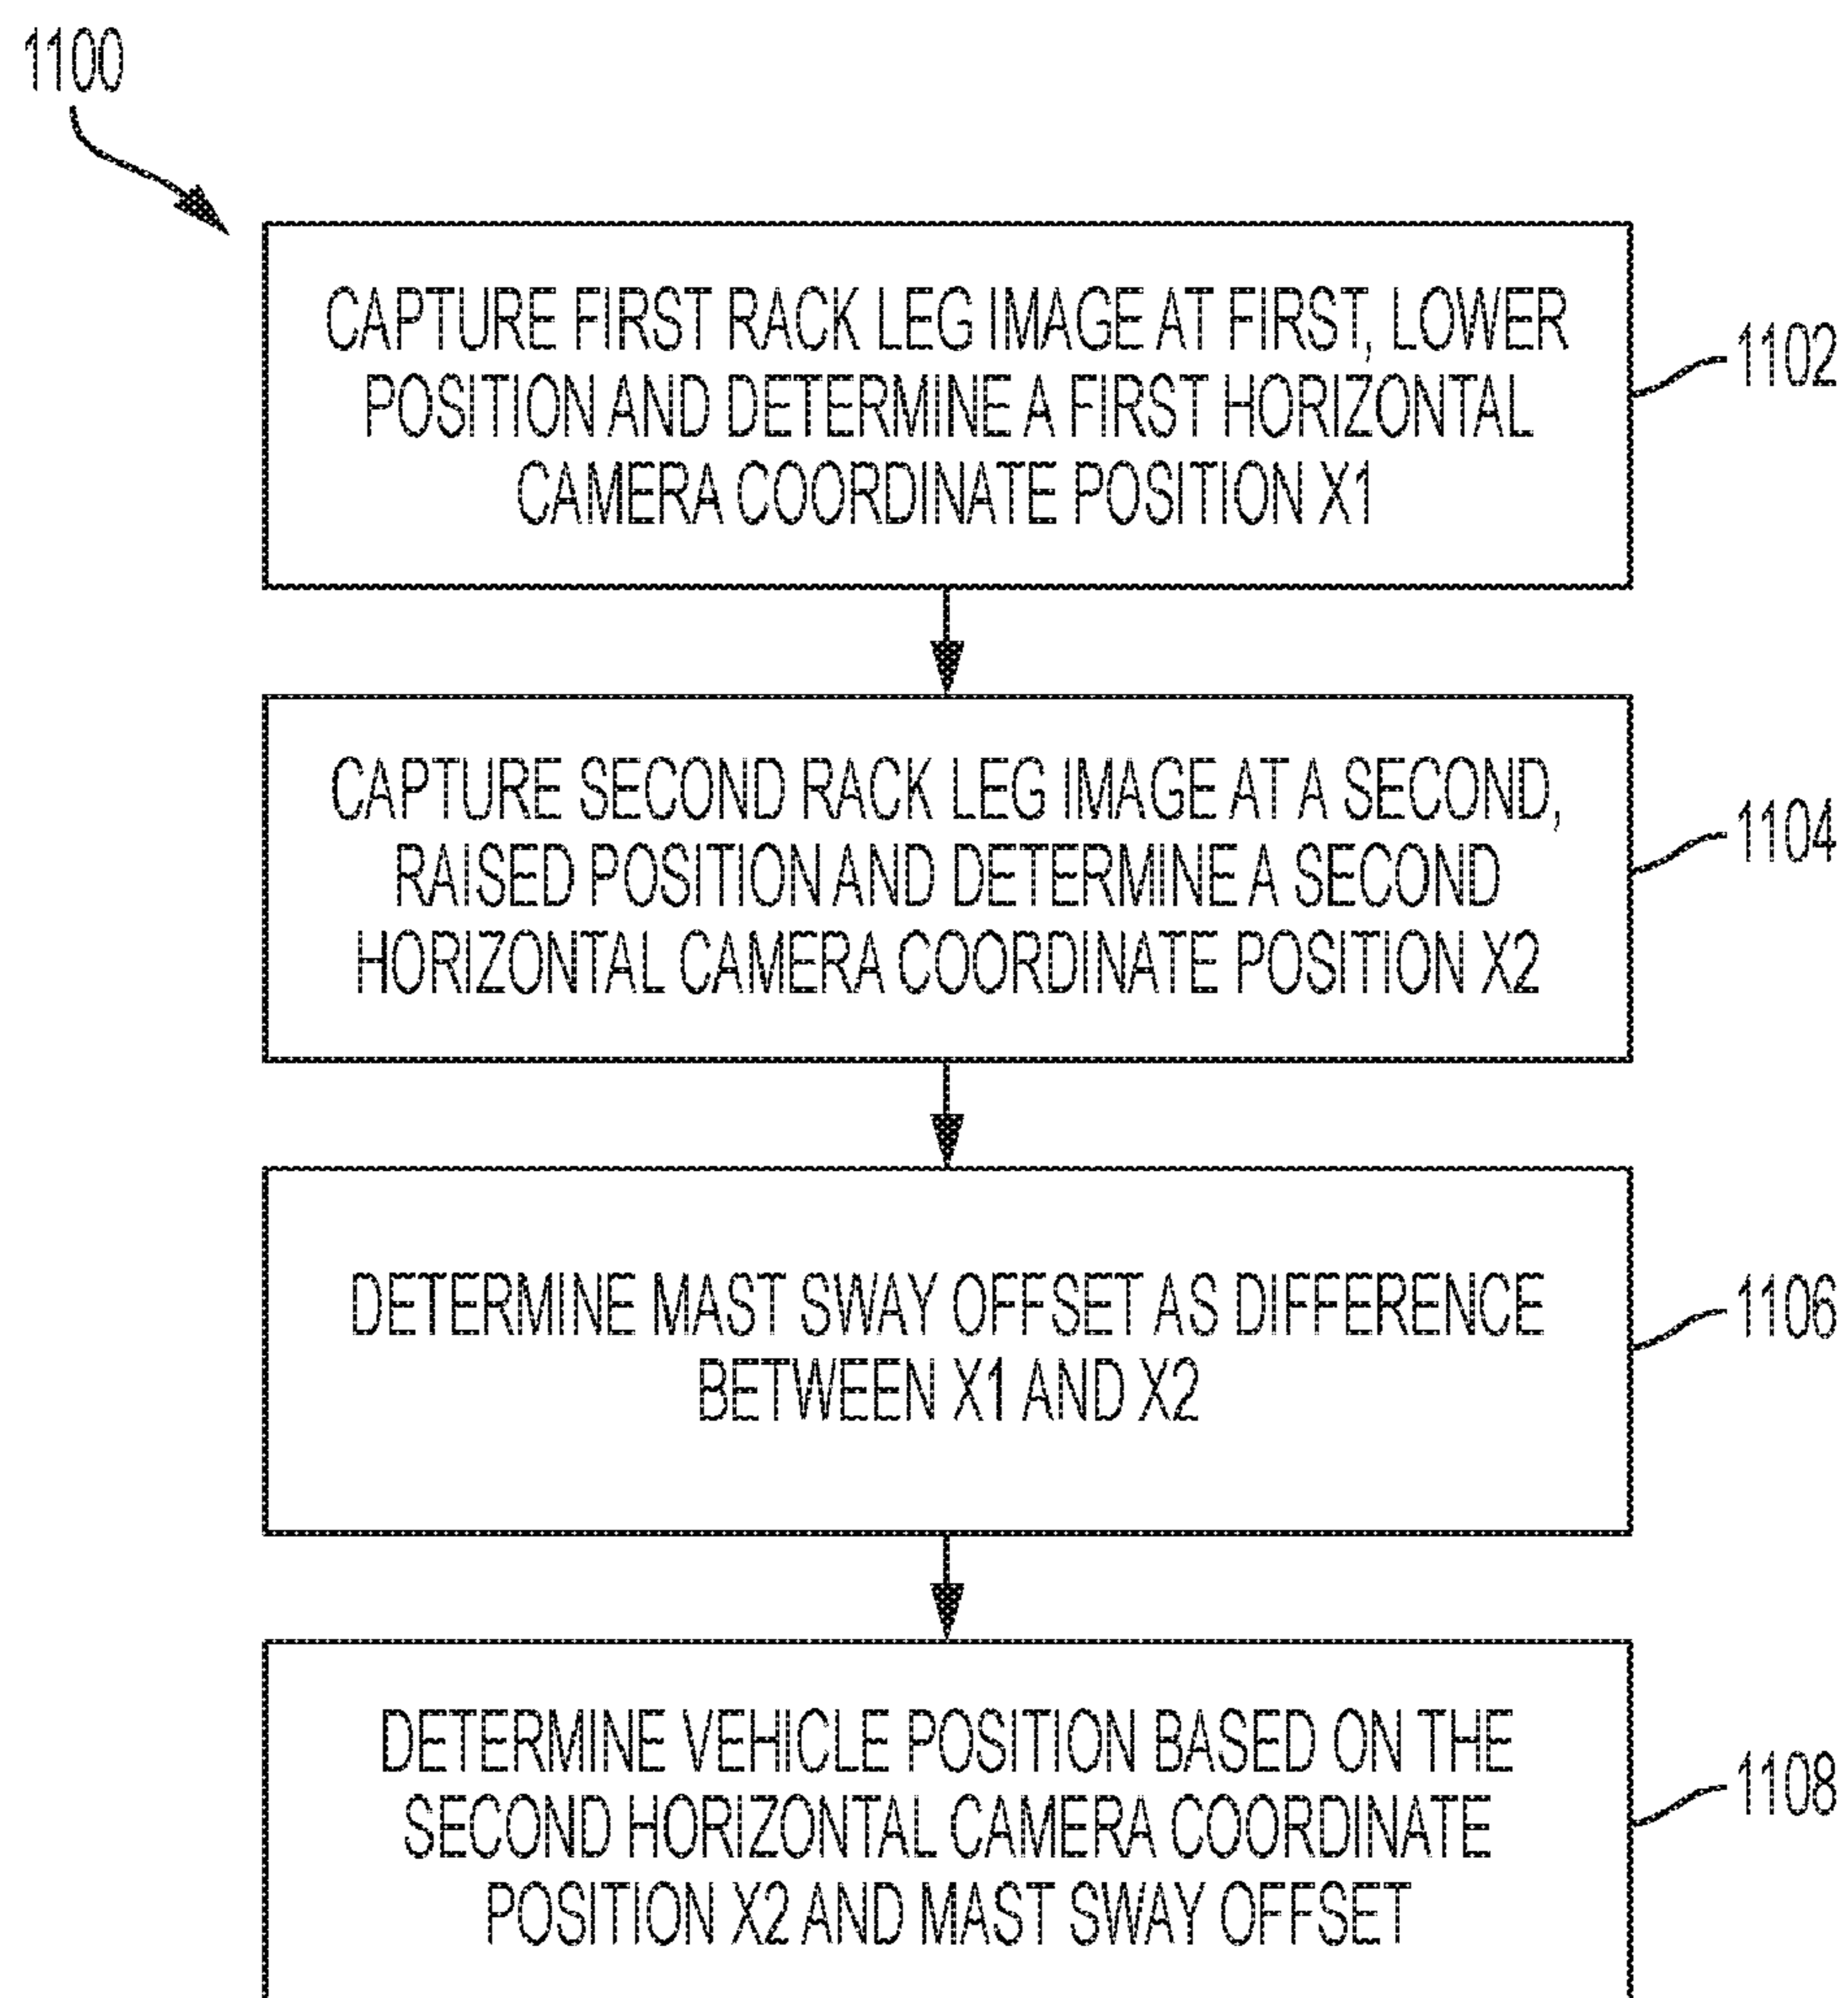 1100
CAPTURE FIRST RACK LEG IMAGE AT FIRST, LOWER
POSITION AND DETERMINE A FIRST HORIZONTAL
CAMERA COORDINATE POSITION X1
1102
CAPTURE SECOND RACK LEG IMAGE AT A SECOND,
RAISED POSITION AND DETERMINE A SECOND
HORIZONTAL CAMERA COORDINATE POSITION X2
1104
DETERMINE MAST SWAY OFFSET AS DIFFERENCE
BETWEEN X1 AND X2
1106
DETERMINE VEHICLE POSITION BASED ON THE
SECOND HORIZONTAL CAMERA COORDINATE
POSITION X2 AND MAST SWAY OFFSET
1108